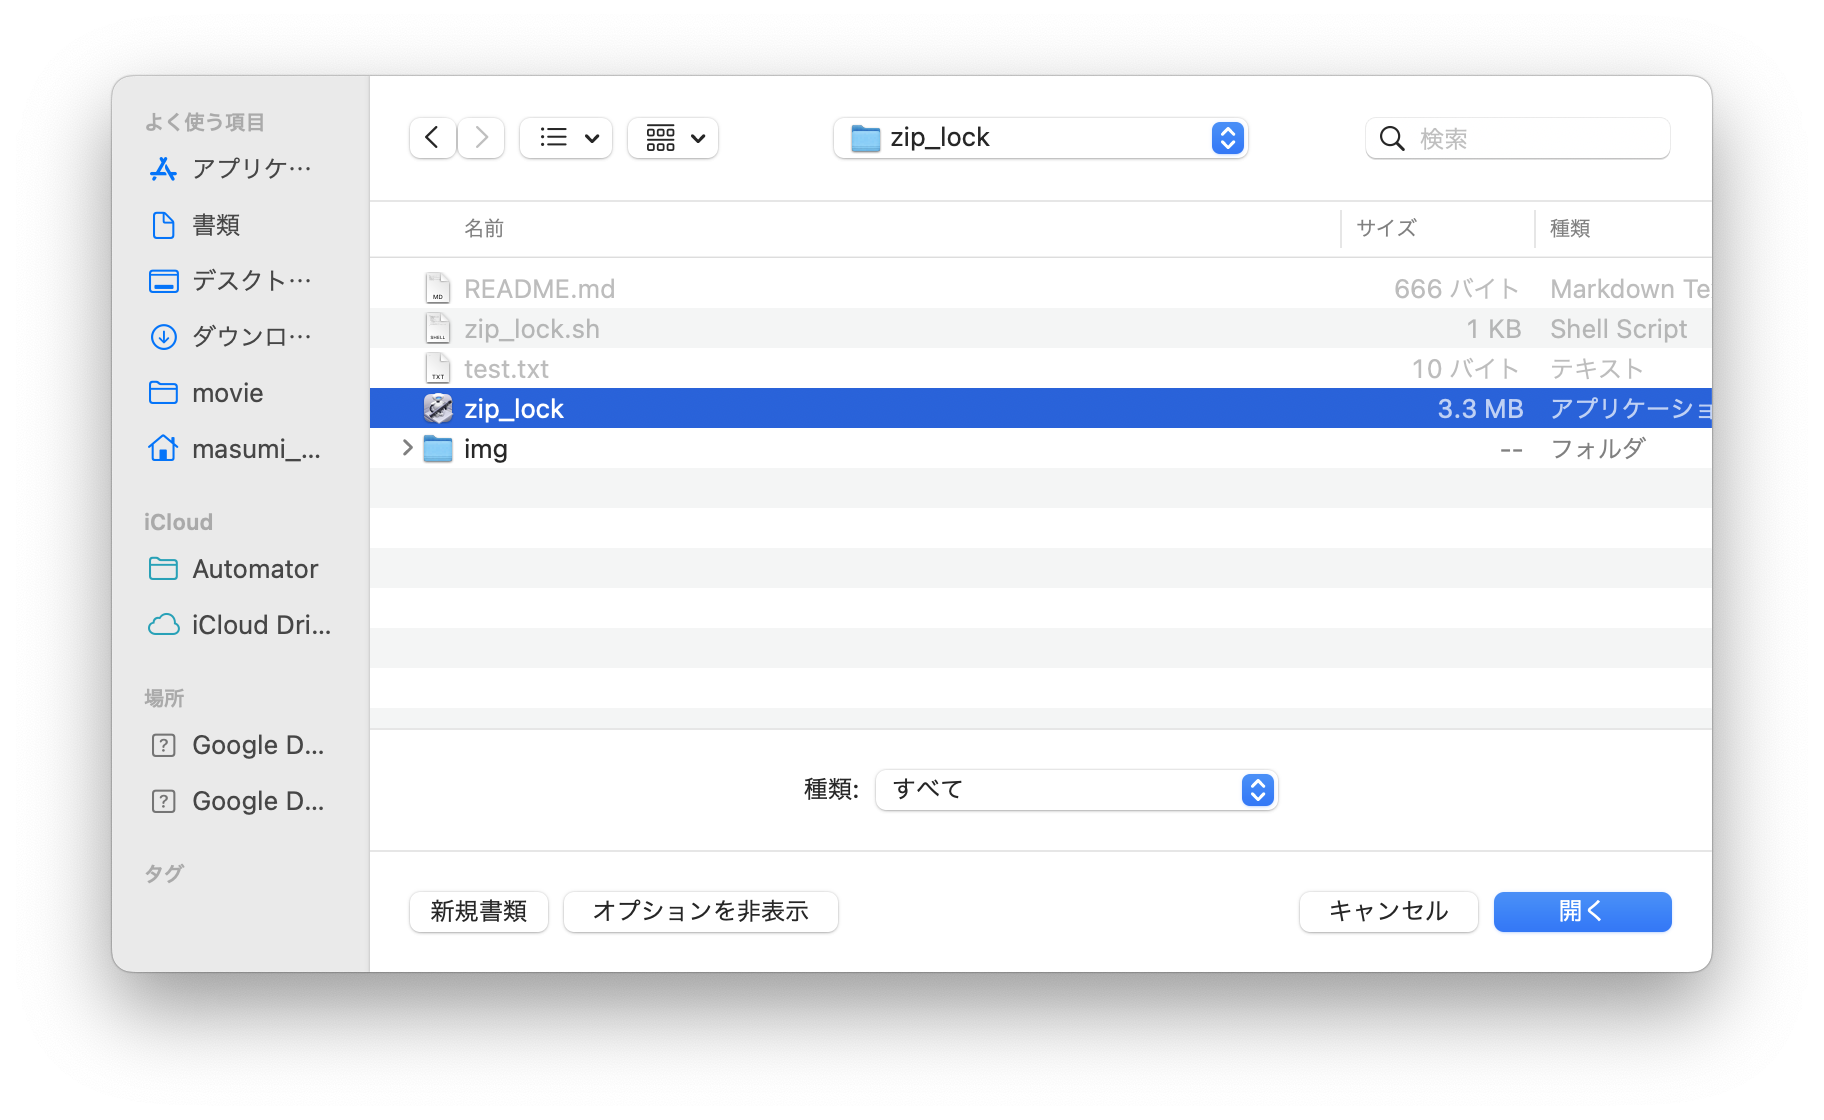 よく使う項目
アプリケ…
書類
デスクト…
ダウンロ…
movie
masumi_...
iCloud
Automator
iCloud Dri...
場所
Google D...
Google D...
タグ
zip_lock
検索
名前 サイズ 種類
README.md 666 バイト Markdown Te
zip_lock.sh 1 KB Shell Script
test.txt 10 バイト テキスト
zip_lock 3.3 MB アプリケーショ
img -- フォルダ
種類: すべて
新規書類 オプションを非表示 キャンセル 開く